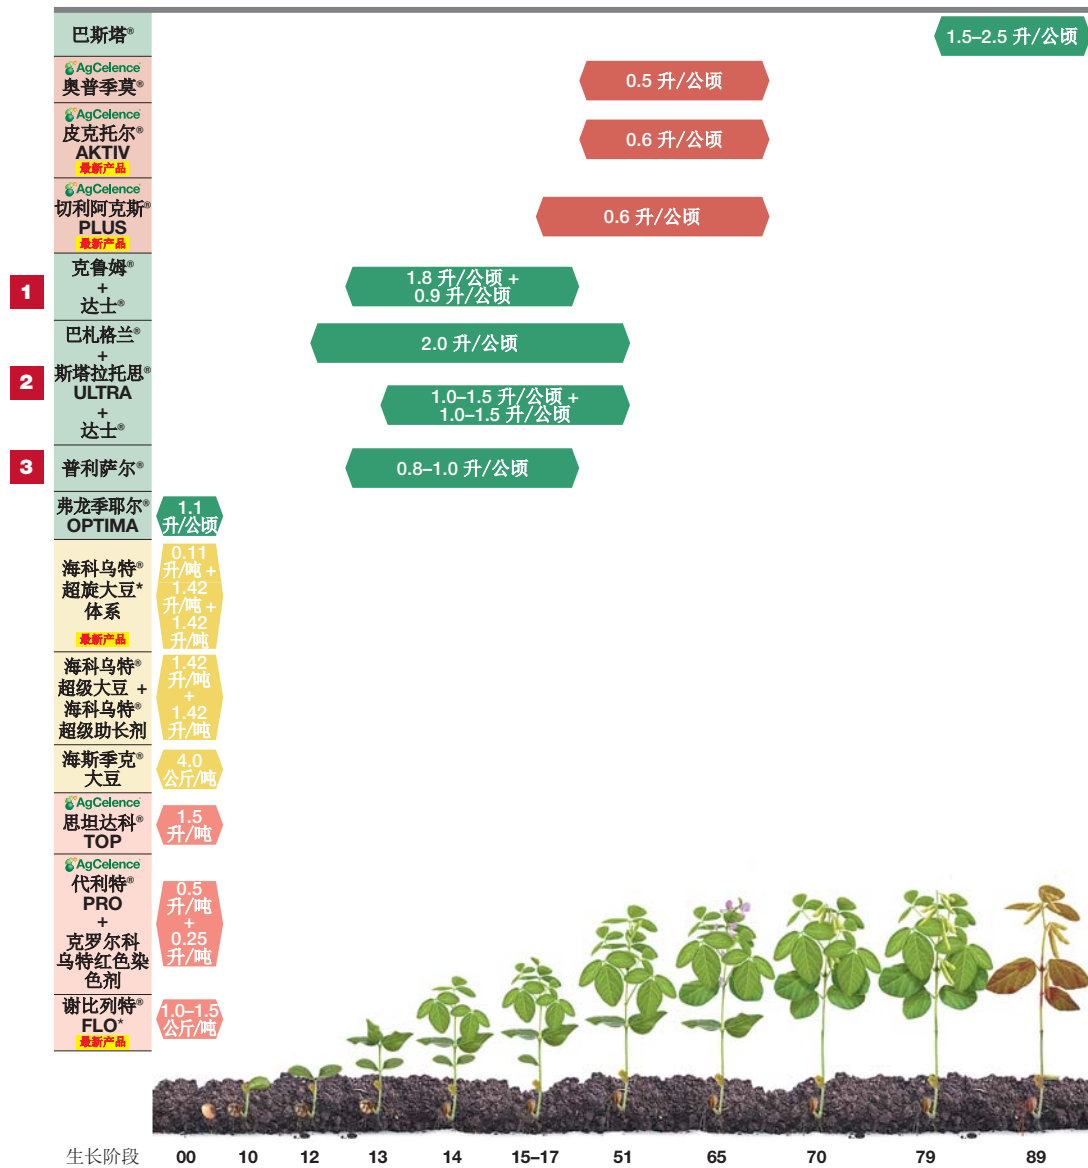 巴斯塔®
1.5–2.5 升/公顷
AgCelence
奥普季莫®
0.5 升/公顷
AgCelence
皮克托尔®
AKTIV
最新产品
0.6 升/公顷
AgCelence
切利阿克斯®
PLUS
最新产品
0.6 升/公顷
1
克鲁姆®
+
达士®
1.8 升/公顷 +
0.9 升/公顷
2
巴札格兰®
+
斯塔拉托思®
ULTRA
+
达士®
2.0 升/公顷
1.0–1.5 升/公顷 +
1.0–1.5 升/公顷
3
普利萨尔®
0.8–1.0 升/公顷
弗龙季耶尔®
OPTIMA
1.1
升/公顷
海科乌特®
超旋大豆*
体系
最新产品
0.11
升/吨 +
1.42
升/吨 +
1.42
升/吨
海科乌特®
超级大豆 +
海科乌特®
超级助长剂
1.42
升/吨
+
1.42
升/吨
海斯季克®
大豆
4.0
公斤/吨
AgCelence
思坦达科®
TOP
1.5
升/吨
AgCelence
代利特®
PRO
+
克罗尔科
乌特红色染
色剂
0.5
升/吨
+
0.25
升/吨
谢比列特®
FLO*
最新产品
1.0–1.5
公斤/吨
生长阶段 00 10 12 13 14 15–17 51 65 70 79 89